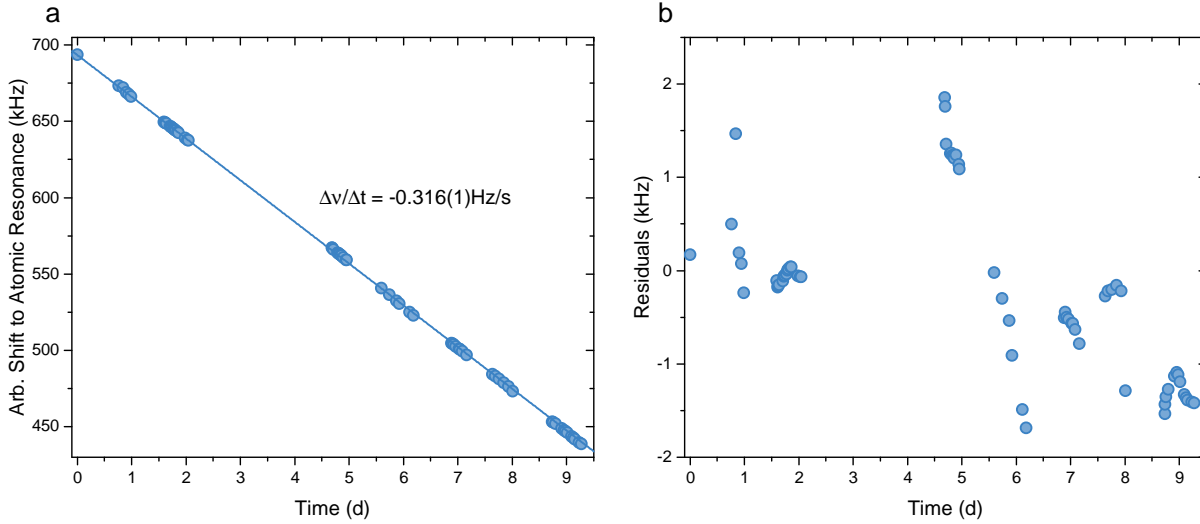 a
Arb. Shift to Atomic Resonance (kHz)
700
650
600
550
500
450
Δν/Δt = -0.316(1)Hz/s
0 1 2 3 4 5 6 7 8 9
Time (d)
b
Residuals (kHz)
2
1
0
-1
-2
0 1 2 3 4 5 6 7 8 9
Time (d)